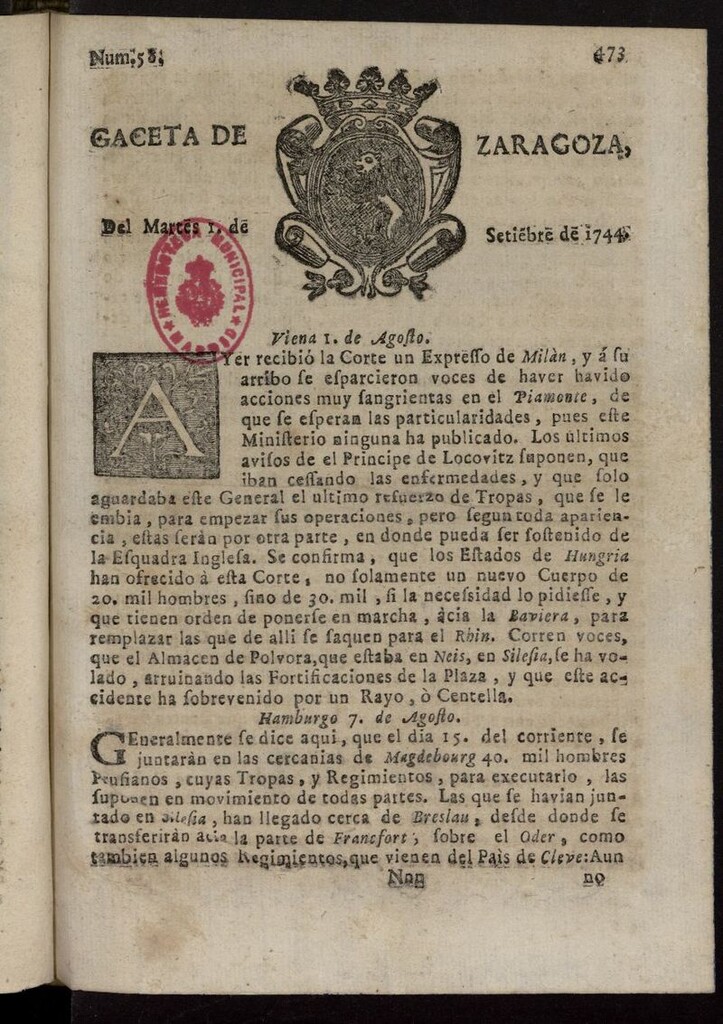 Num. 58.
473
GACETA DE ZARAGOZA,
Del Martes 1. de Setiẽbre de 1744.
HEMEROTECA MUNICIPAL
Viena 1. de Agoſto.
AYer recibiò la Corte un Expreſſo de Milàn, y á ſu
arribo ſe eſparcieron voces de haver havido
acciones muy ſangrientas en el Piamonte, de
que ſe eſperan las particularidades, pues eſte
Miniſterio ninguna ha publicado. Los ultimos
aviſos de el Principe de Locovitz ſuponen, que
iban ceſſando las enfermedades, y que ſolo
aguardaba eſte General el ultimo refuerzo de Tropas, que ſe le
embia, para empezar ſus operaciones, pero ſegun toda aparien-
cia, eſtas ſeràn por otra parte, en donde pueda ſer ſoſtenido de
la Eſquadra Ingleſa. Se confirma, que los Eſtados de Hungria
han ofrecido à eſta Corte, no ſolamente un nuevo Cuerpo de
20. mil hombres, ſino de 30. mil, ſi la neceſsidad lo pidieſſe, y
que tienen orden de ponerſe en marcha, àcia la Baviera, para
remplazar las que de alli ſe ſaquen para el Rhin. Corren voces,
que el Almacen de Polvora, que eſtaba en Neis, en Sileſia, ſe ha vo-
lado, arruinando las Fortificaciones de la Plaza, y que eſte ac-
cidente ha ſobrevenido por un Rayo, ò Centella.
Hamburgo 7. de Agoſto.
GEneralmente ſe dice aqui, que el dia 15. del corriente, ſe
juntaràn en las cercanias de Magdebourg 40. mil hombres
Pruſianos, cuyas Tropas, y Regimientos, para executarlo, las
ſuponen en movimiento de todas partes. Las que ſe havian jun-
tado en Sileſia, han llegado cerca de Breslau, deſde donde ſe
transferiràn acia la parte de Francfort, ſobre el Oder, como
tambien algunos Regimientos, que vienen del Paìs de Cleve: Aun
Nnn no